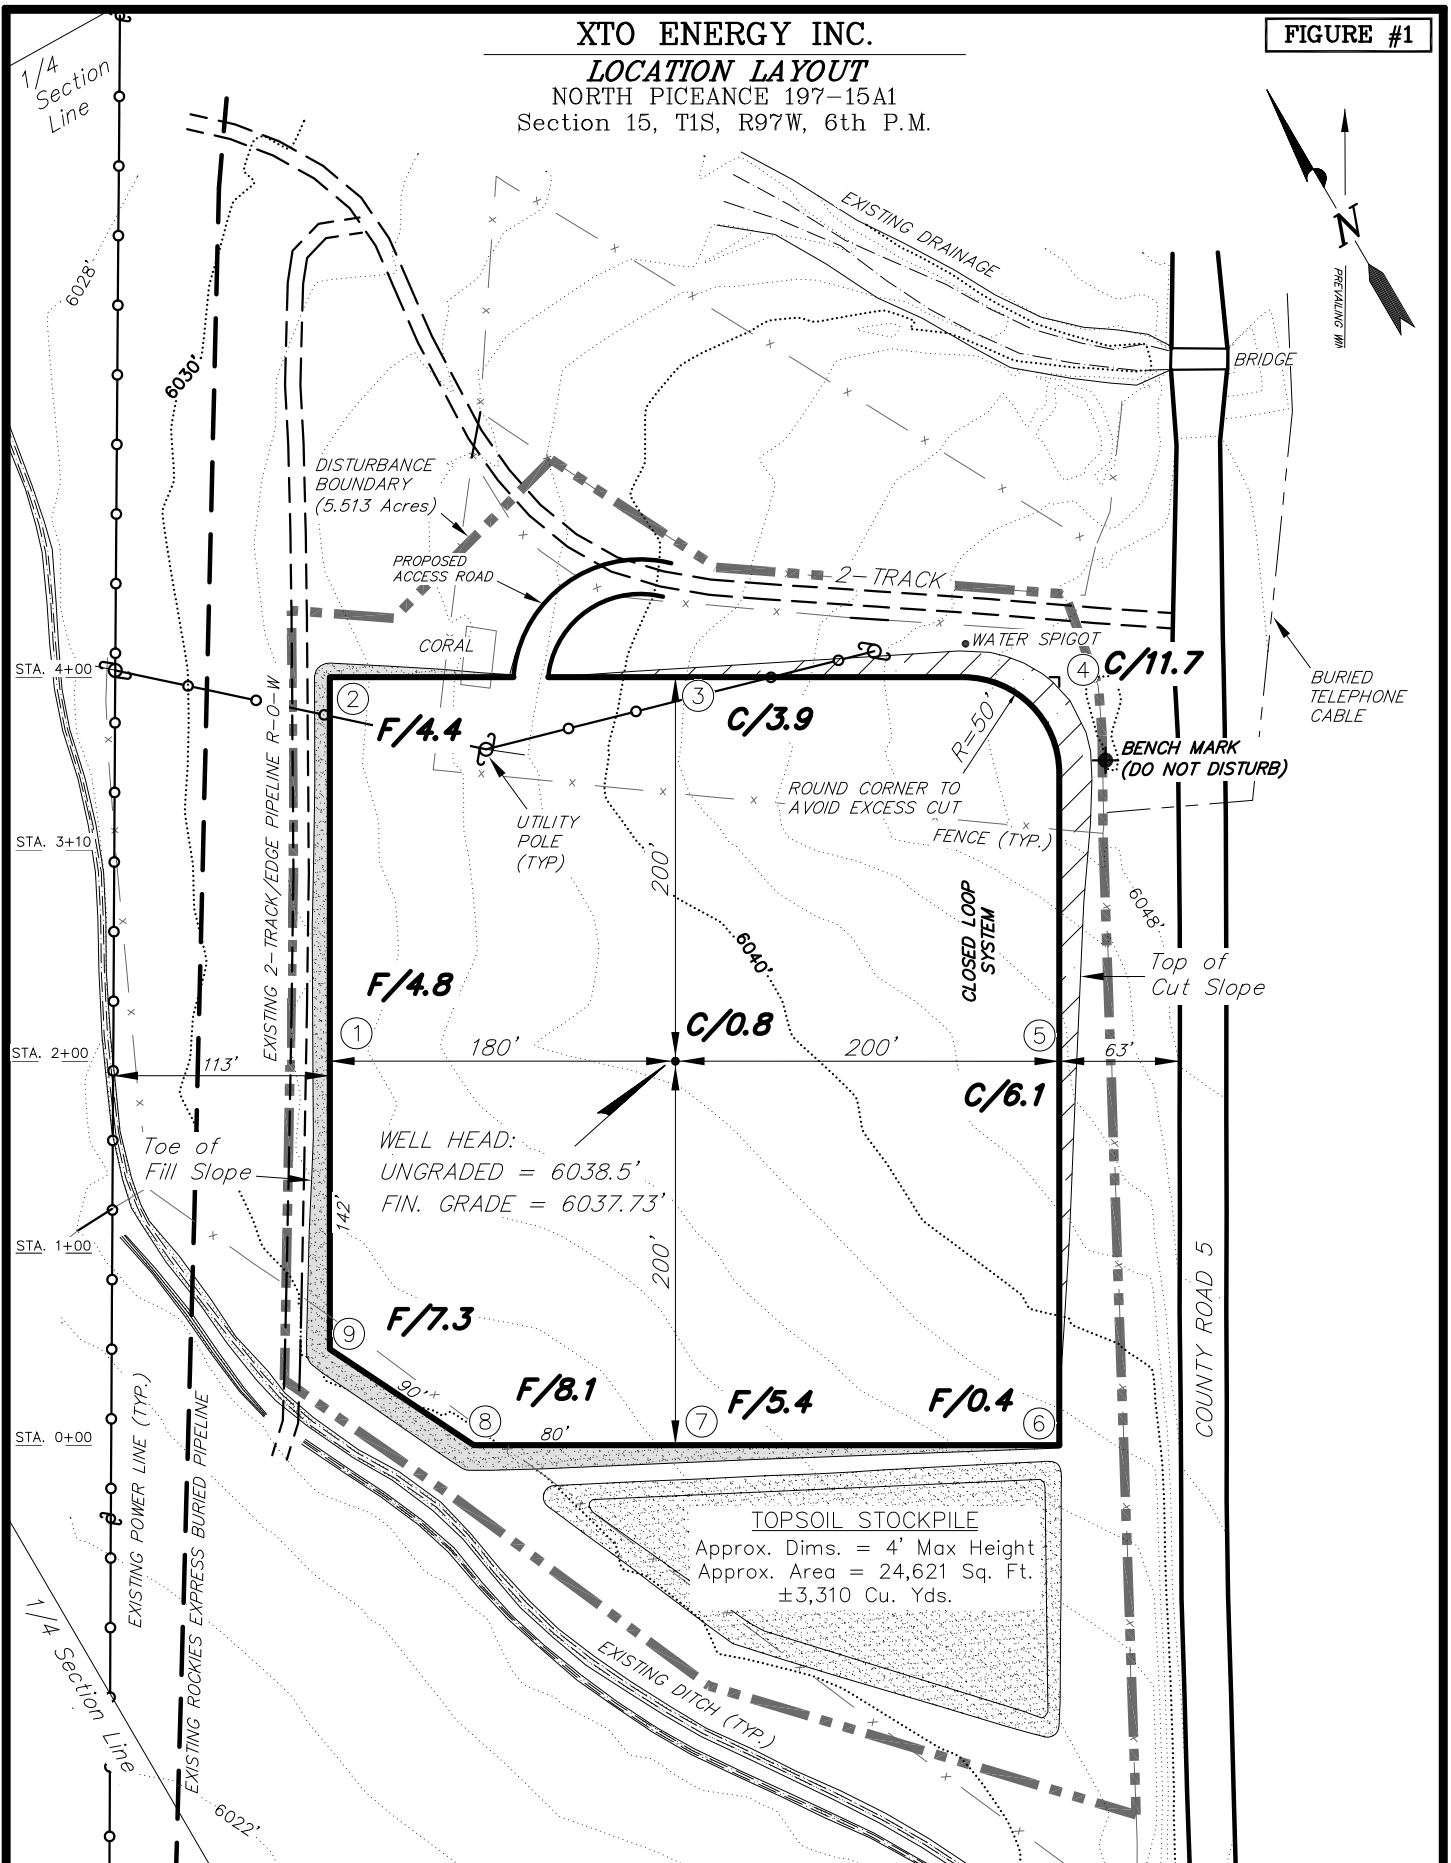 XTO ENERGY INC.
FIGURE #1
LOCATION LAYOUT
NORTH PICEANCE 197-15A1
Section 15, T1S, R97W, 6th P.M.
1/4
Section
Line
N
PREVAILING
EXISTING DRAINAGE
BRIDGE
6028'
6030'
DISTURBANCE
BOUNDARY
(5.513 Acres)
PROPOSED
ACCESS ROAD
2-TRACK
CORAL
WATER SPIGOT
STA. 4+00
2
3
4
C/11.7
F/4.4
C/3.9
R=50'
BURIED
TELEPHONE
CABLE
BENCH MARK
(DO NOT DISTURB)
ROUND CORNER TO
AVOID EXCESS CUT
UTILITY
POLE
(TYP)
FENCE (TYP.)
STA. 3+10
EXISTING 2-TRACK/EDGE PIPELINE R-O-W
200'
CLOSED LOOP
SYSTEM
6048'
6040'
Top of
Cut Slope
F/4.8
C/0.8
1
5
STA. 2+00
113'
180'
200'
63'
C/6.1
Toe of
Fill Slope
WELL HEAD:
UNGRADED = 6038.5'
FIN. GRADE = 6037.73'
142'
200'
STA. 1+00
COUNTY ROAD 5
9
F/7.3
90'
F/8.1
F/5.4
F/0.4
8
7
6
80'
STA. 0+00
EXISTING POWER LINE (TYP.)
EXISTING ROCKIES EXPRESS BURIED PIPELINE
TOPSOIL STOCKPILE
Approx. Dims. = 4' Max Height
Approx. Area = 24,621 Sq. Ft.
±3,310 Cu. Yds.
1/4 Section Line
EXISTING DITCH (TYP.)
6022'